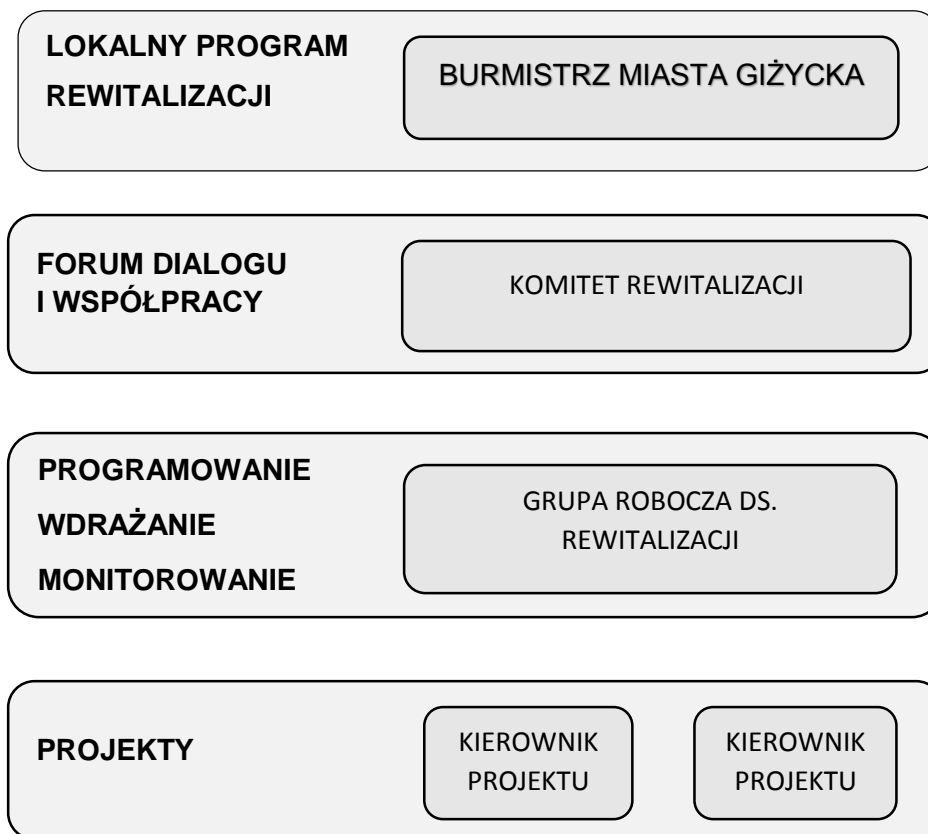 LOKALNY PROGRAM
REWITALIZACJI
BURMISTRZ MIASTA GIŻYCKA
FORUM DIALOGU
I WSPÓŁPRACY
KOMITET REWITALIZACJI
PROGRAMOWANIE
WDRAŻANIE
MONITOROWANIE
GRUPA ROBOCZA DS.
REWITALIZACJI
PROJEKTY
KIEROWNIK
PROJEKTU
KIEROWNIK
PROJEKTU